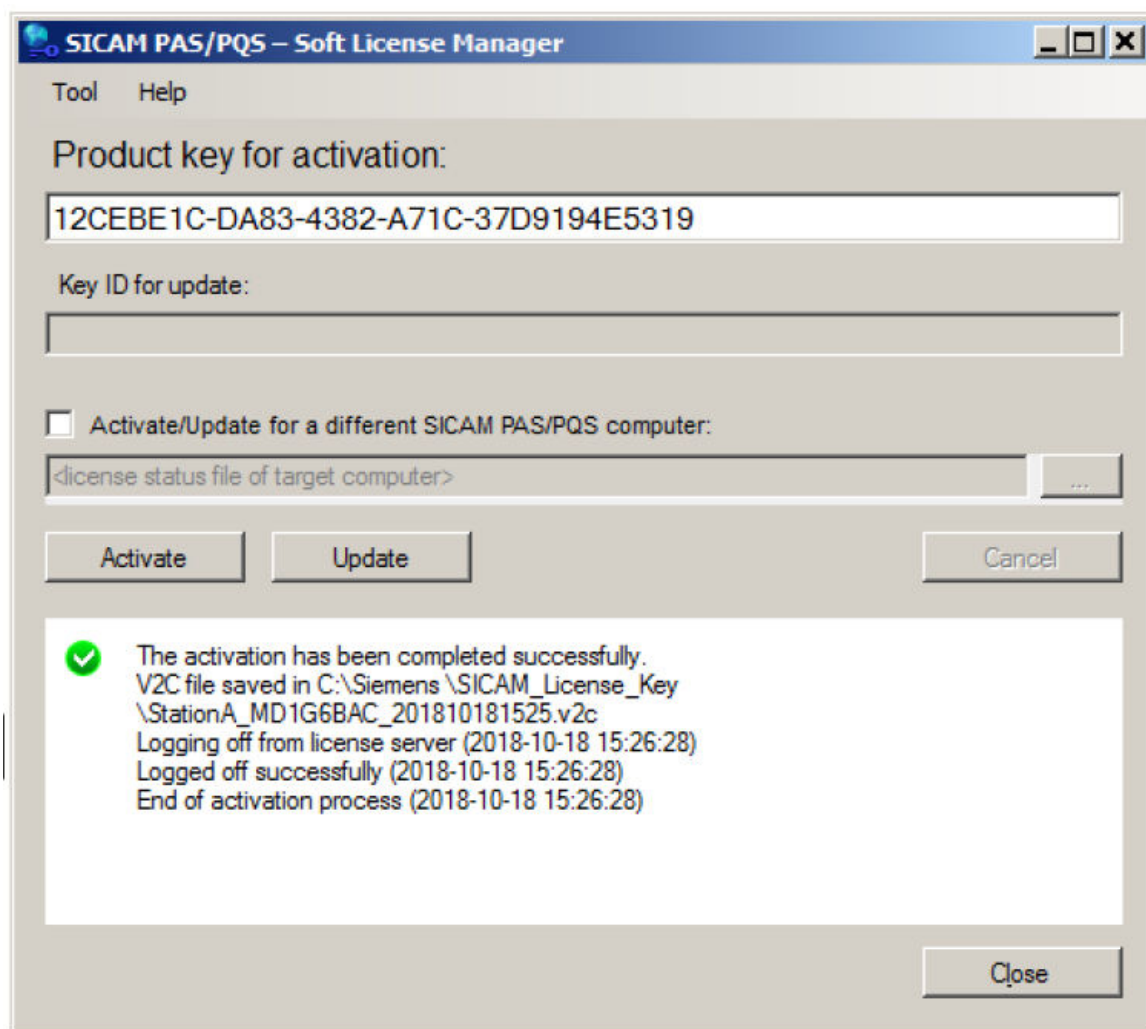 SICAM PAS/PQS – Soft License Manager
Tool Help
Product key for activation:
12CEBE1C-DA83-4382-A71C-37D9194E5319
Key ID for update:
Activate/Update for a different SICAM PAS/PQS computer:
<license status file of target computer>
...
Activate Update Cancel
The activation has been completed successfully.
V2C file saved in C:\Siemens \SICAM_License_Key
\StationA_MD1G6BAC_201810181525.v2c
Logging off from license server (2018-10-18 15:26:28)
Logged off successfully (2018-10-18 15:26:28)
End of activation process (2018-10-18 15:26:28)
Close